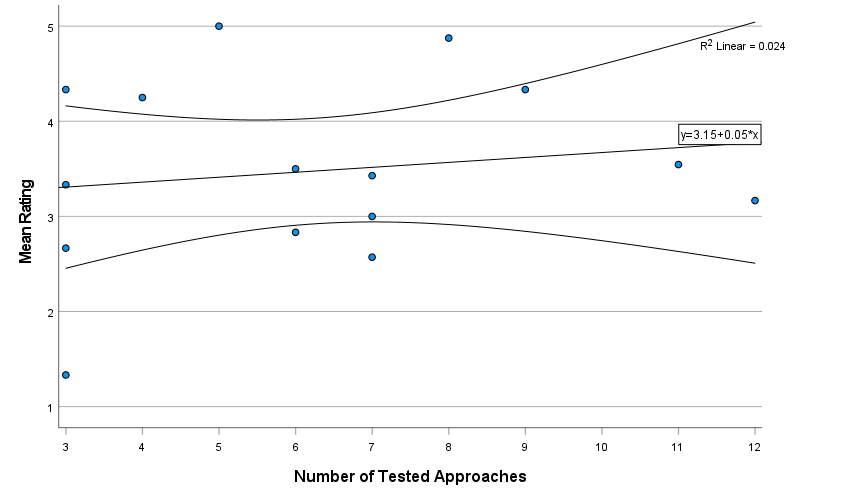 5
R² Linear = 0.024
4
y=3.15+0.05*x
3
2
1
Mean Rating
3 4 5 6 7 8 9 10 11 12
Number of Tested Approaches